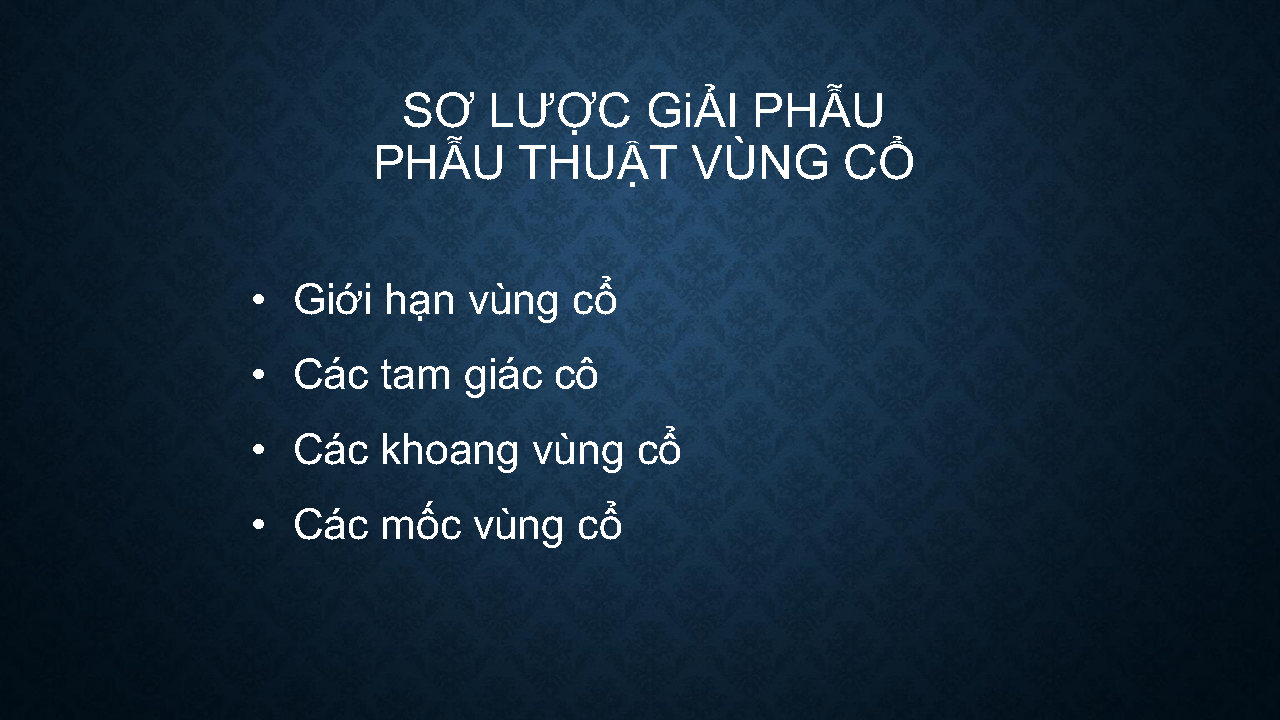 SƠ LƯỢC GiẢI PHẪU
PHẪU THUẬT VÙNG CỔ
• Giới hạn vùng cổ
• Các tam giác cô
• Các khoang vùng cổ
• Các mốc vùng cổ